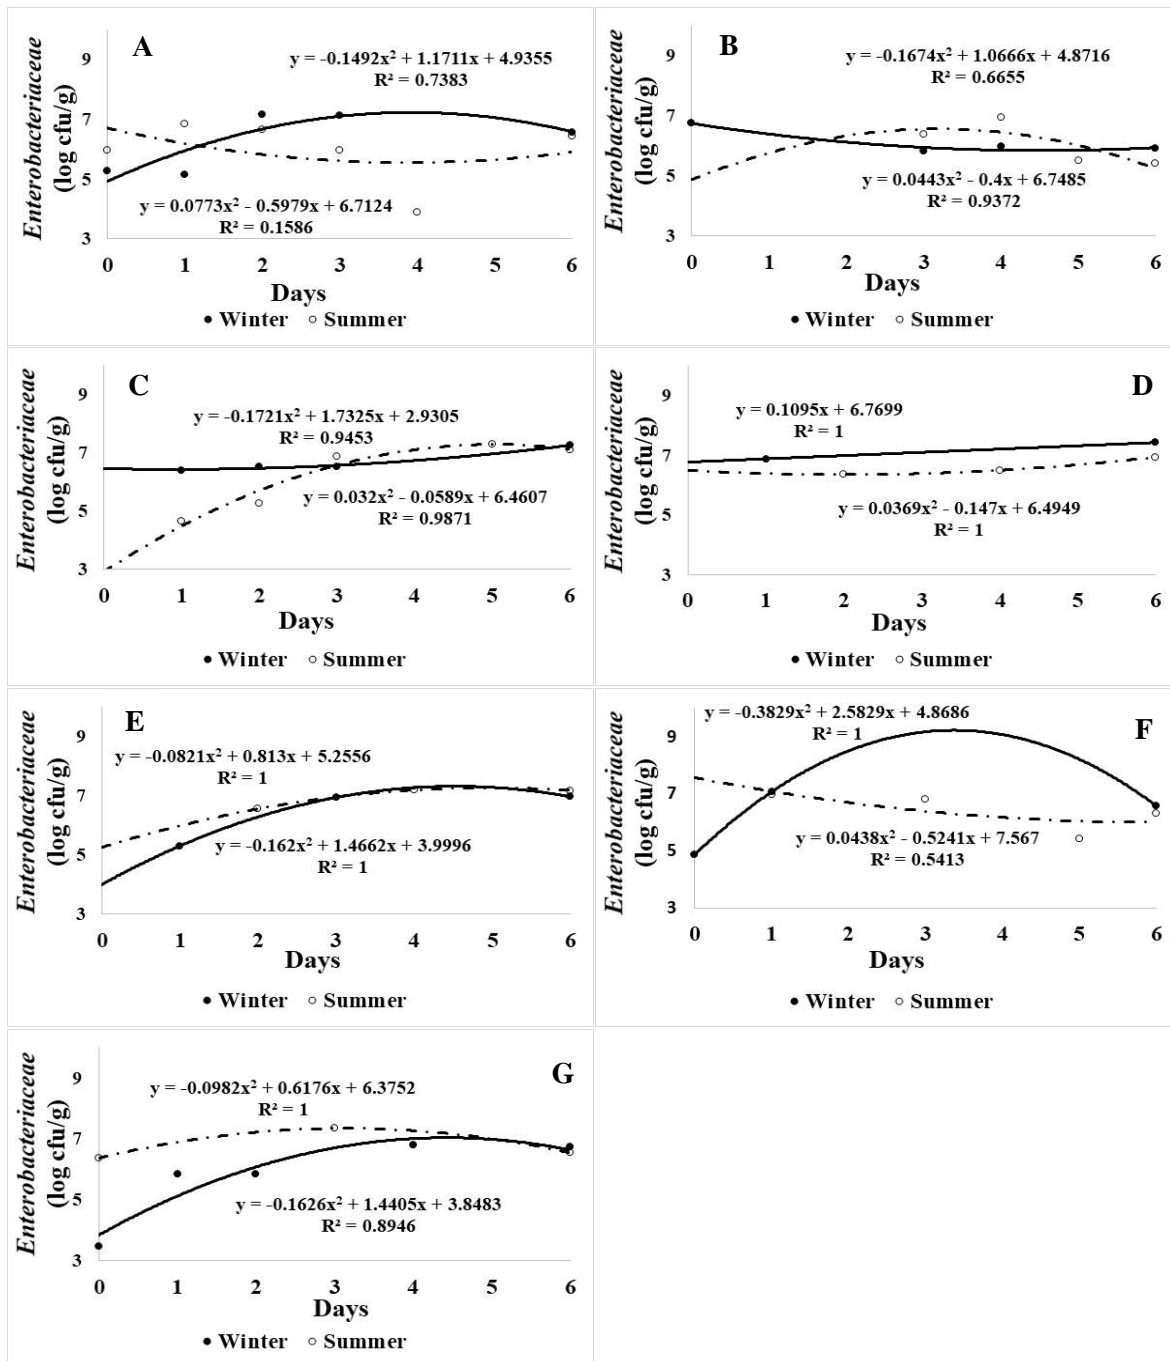 A
Enterobacteriaceae
(log cfu/g)
9
7
5
3
y = -0.1492x² + 1.1711x + 4.9355
R² = 0.7383
y = 0.0773x² - 0.5979x + 6.7124
R² = 0.1586
0 1 2 3 4 5 6
Days
Winter Summer
B
Enterobacteriaceae
(log cfu/g)
9
7
5
3
y = -0.1674x² + 1.0666x + 4.8716
R² = 0.6655
y = 0.0443x² - 0.4x + 6.7485
R² = 0.9372
0 1 2 3 4 5 6
Days
Winter Summer
C
Enterobacteriaceae
(log cfu/g)
9
7
5
3
y = -0.1721x² + 1.7325x + 2.9305
R² = 0.9453
y = 0.032x² - 0.0589x + 6.4607
R² = 0.9871
0 1 2 3 4 5 6
Days
Winter Summer
D
Enterobacteriaceae
(log cfu/g)
9
7
5
3
y = 0.1095x + 6.7699
R² = 1
y = 0.0369x² - 0.147x + 6.4949
R² = 1
0 1 2 3 4 5 6
Days
Winter Summer
E
Enterobacteriaceae
(log cfu/g)
9
7
5
3
y = -0.0821x² + 0.813x + 5.2556
R² = 1
y = -0.162x² + 1.4662x + 3.9996
R² = 1
0 1 2 3 4 5 6
Days
Winter Summer
F
Enterobacteriaceae
(log cfu/g)
9
7
5
3
y = -0.3829x² + 2.5829x + 4.8686
R² = 1
y = 0.0438x² - 0.5241x + 7.567
R² = 0.5413
0 1 2 3 4 5 6
Days
Winter Summer
G
Enterobacteriaceae
(log cfu/g)
9
7
5
3
y = -0.0982x² + 0.6176x + 6.3752
R² = 1
y = -0.1626x² + 1.4405x + 3.8483
R² = 0.8946
0 1 2 3 4 5 6
Days
Winter Summer